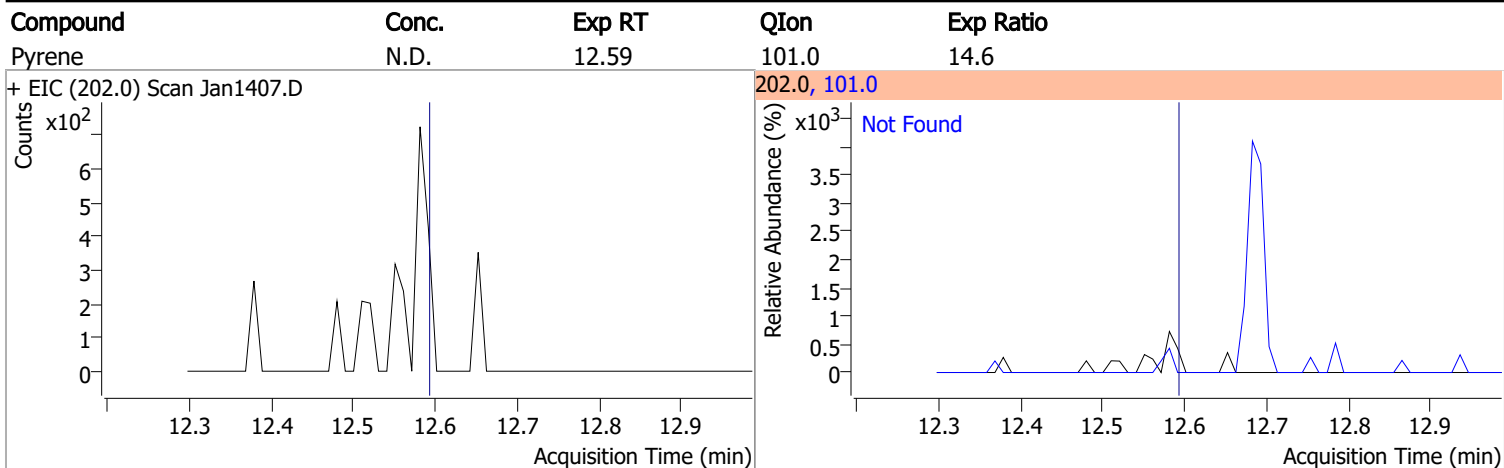 Compound Conc. Exp RT QIon Exp Ratio
Pyrene N.D. 12.59 101.0 14.6
+ EIC (202.0) Scan Jan1407.D
Counts
x10²
6
5
4
3
2
1
0
12.3 12.4 12.5 12.6 12.7 12.8 12.9
Acquisition Time (min)
202.0, 101.0
Relative Abundance (%)
x10³
Not Found
3.5
3
2.5
2
1.5
1
0.5
0
12.3 12.4 12.5 12.6 12.7 12.8 12.9
Acquisition Time (min)